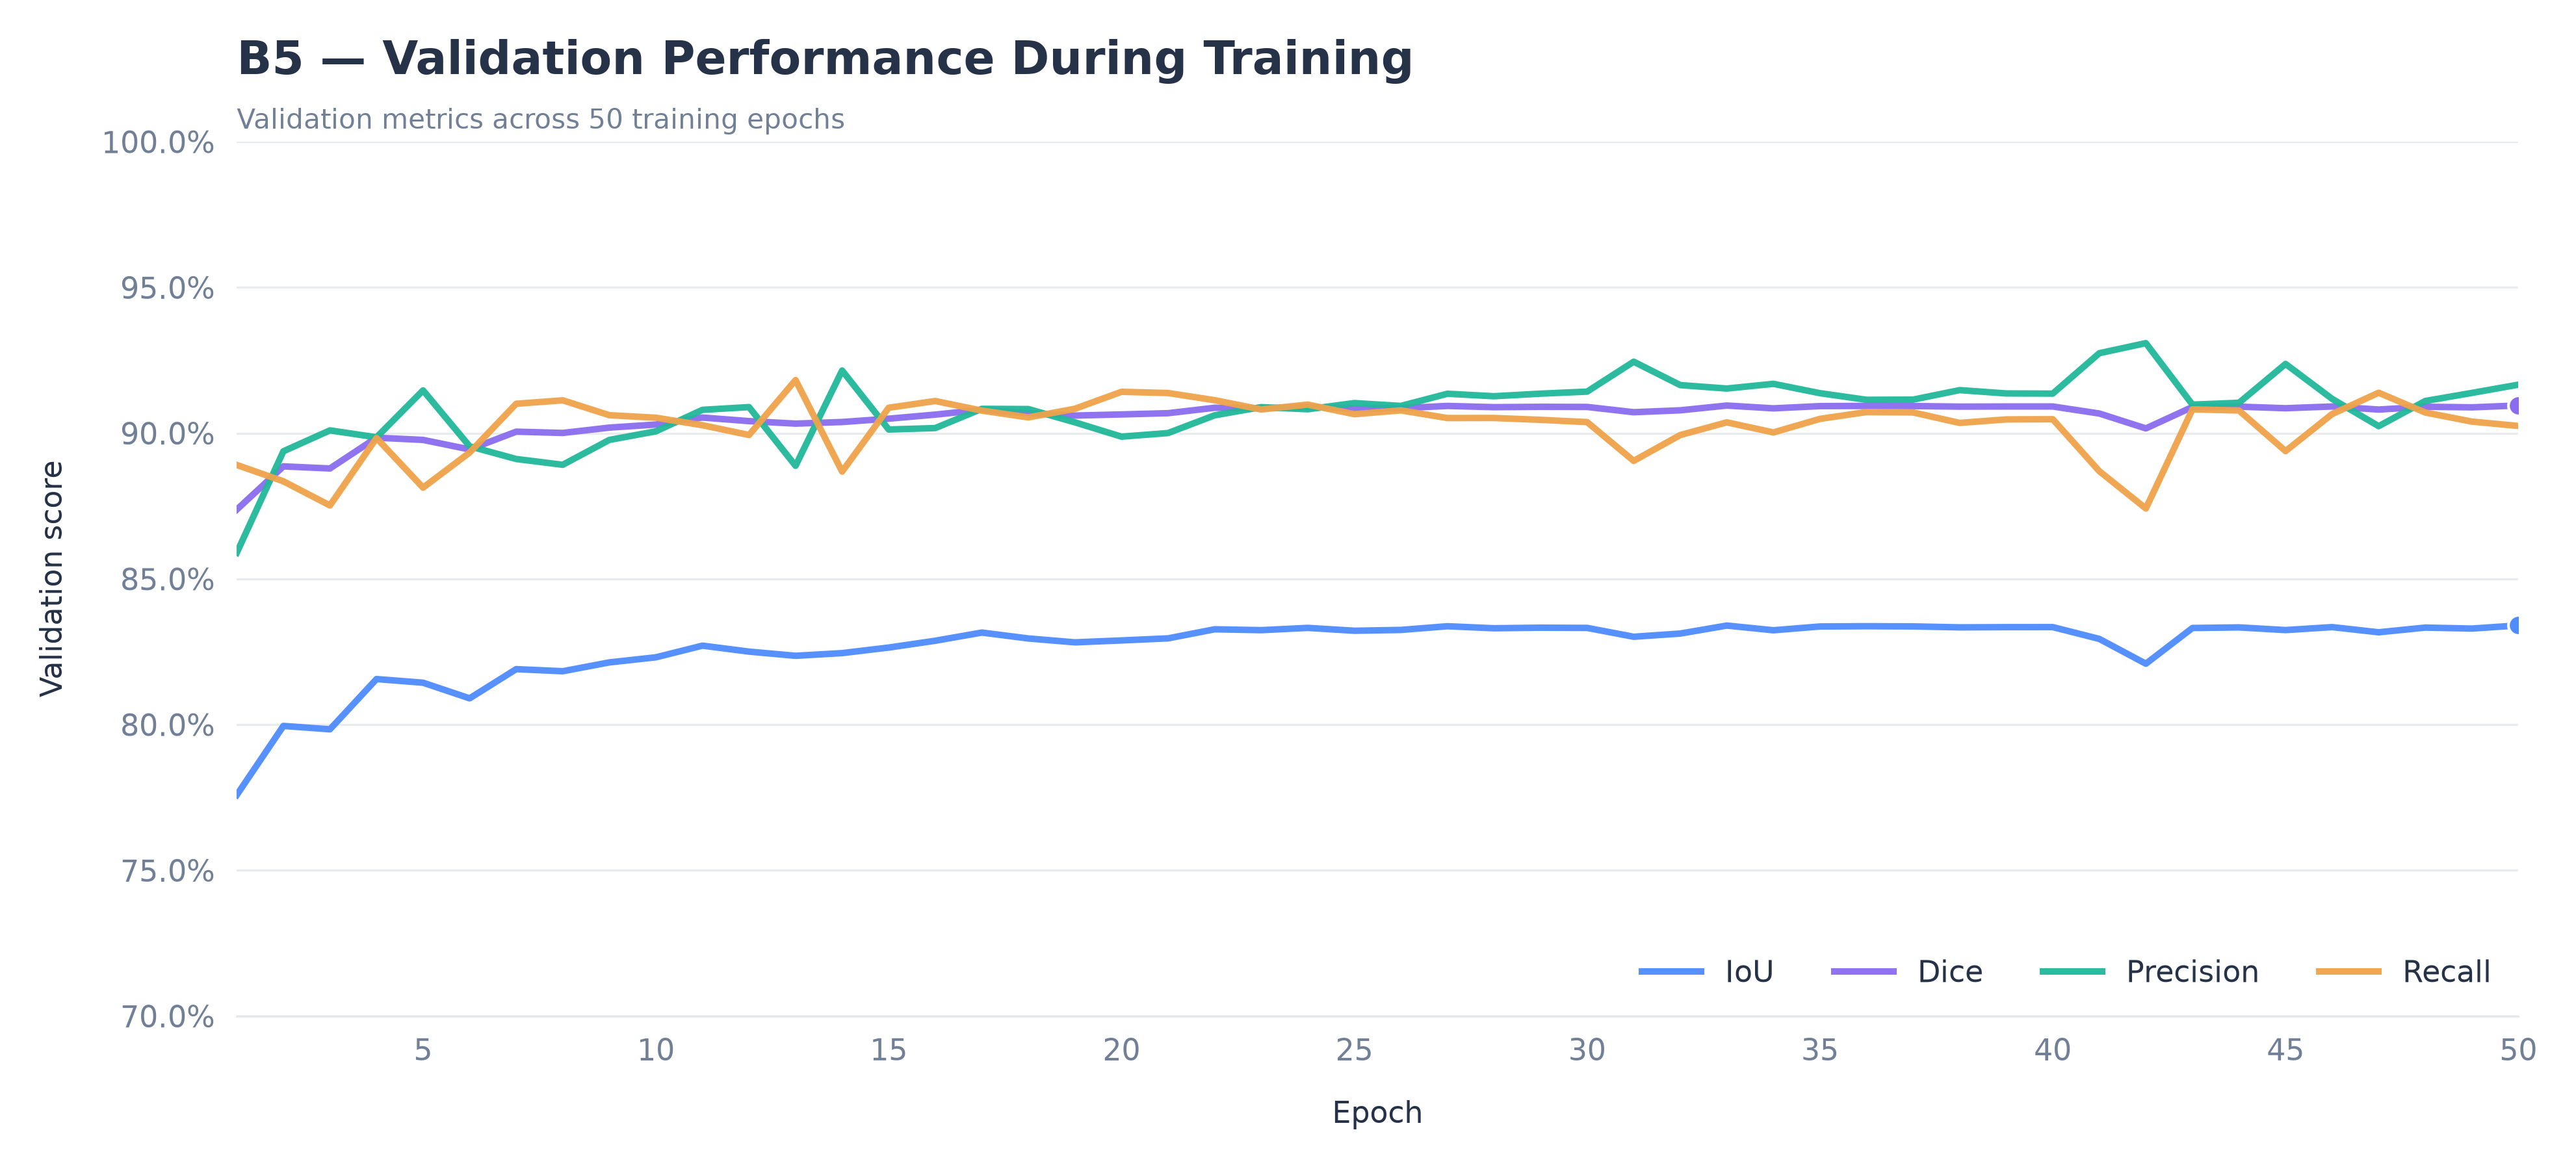 B5 — Validation Performance During Training
Validation metrics across 50 training epochs
100.0%
95.0%
90.0%
85.0%
80.0%
75.0%
70.0%
Validation score
IoU Dice Precision Recall
5 10 15 20 25 30 35 40 45 50
Epoch